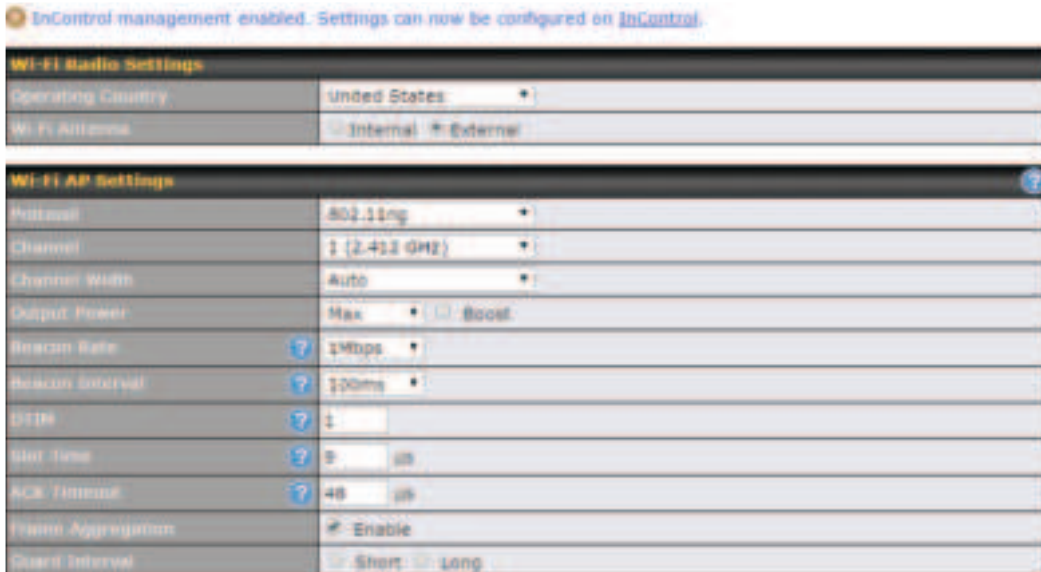 InControl management enabled. Settings can now be configured on InControl.
Wi-Fi Radio Settings
Operating Country United States
Wi-Fi Antenna Internal External
Wi-Fi AP Settings
Protocol 802.11ng
Channel 1 (2.412 GHz)
Channel Width Auto
Output Power Max Boost
Beacon Rate ? 1Mbps
Beacon Interval ? 100ms
DTIM ? 1
Slot Time ? 9 µs
ACK Timeout ? 48 µs
Frame Aggregation Enable
Guard Interval Short Long